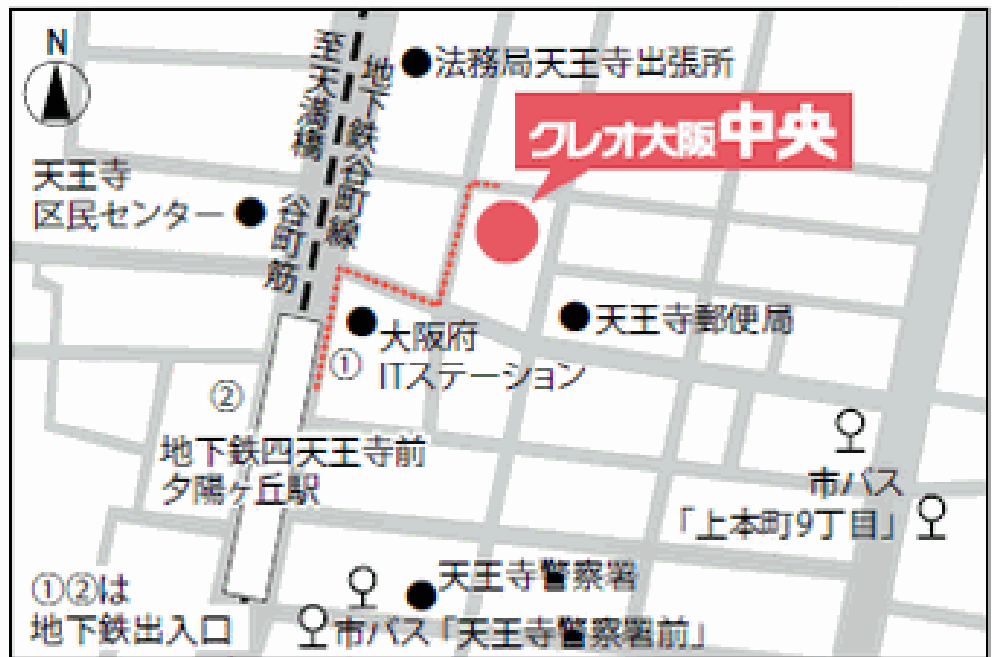 N
至天満橋
地下鉄谷町線
谷町筋
法務局天王寺出張所
クレオ大阪中央
天王寺
区民センター
天王寺郵便局
大阪府
ITステーション
①
②
地下鉄四天王寺前
夕陽ヶ丘駅
市バス
「上本町9丁目」
天王寺警察署
市バス「天王寺警察署前」
①②は
地下鉄出入口